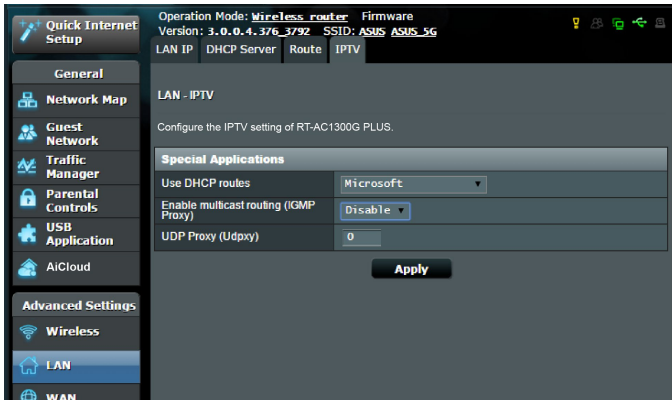 Quick Internet
Setup
Operation Mode: Wireless router Firmware
Version: 3.0.0.4.376_3792 SSID: ASUS ASUS_5G
LAN IP DHCP Server Route IPTV
General
Network Map
Guest
Network
Traffic
Manager
Parental
Controls
USB
Application
AiCloud
Advanced Settings
Wireless
LAN
WAN
LAN - IPTV
Configure the IPTV setting of RT-AC1300G PLUS.
Special Applications
Use DHCP routes Microsoft
Enable multicast routing (IGMP
Proxy) Disable
UDP Proxy (Udpxy) 0
Apply